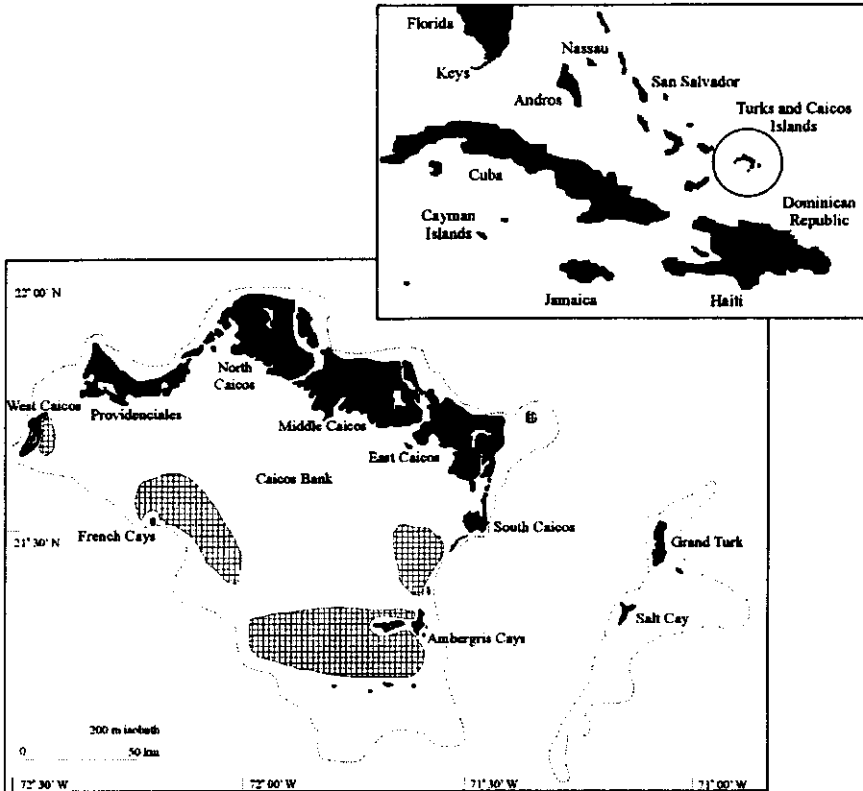 Florida
Keys
Nassau
Andros
San Salvador
Turks and Caicos
Islands
Cuba
Cayman
Islands
Dominican
Republic
Jamaica
Haiti
22° 00' N
North
Caicos
West Caicos
Providenciales
Middle Caicos
East Caicos
Caicos Bank
South Caicos
French Cays
21° 30' N
Grand Turk
Salt Cay
Ambergris Cays
200 m isobath
0 50 km
72° 30' W 72° 00' W 71° 30' W 71° 00' W